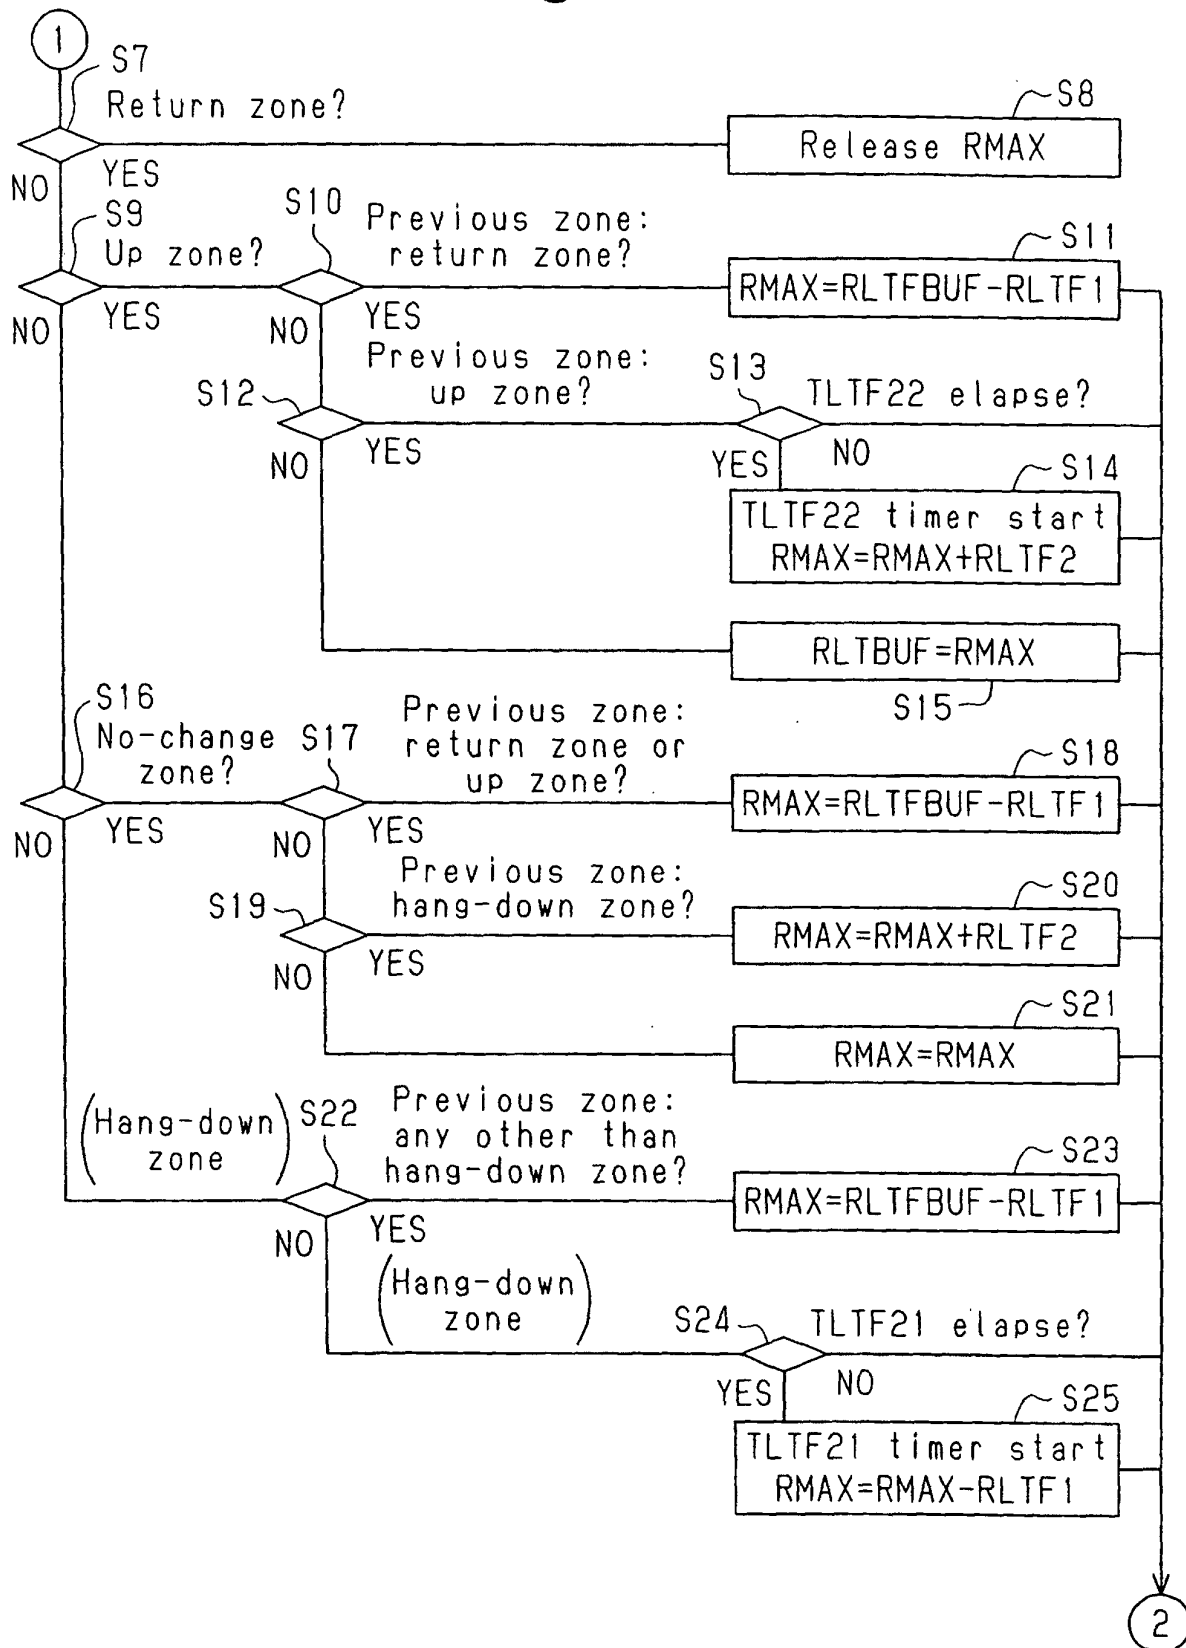 1
S7
Return zone?
S8
Release RMAX
NO
YES
S9
Up zone?
S10
Previous zone:
return zone?
S11
RMAX=RLTFBUF-RLTF1
NO
YES
NO
YES
S12
Previous zone:
up zone?
S13
TLTF22 elapse?
NO
YES
YES
NO
S14
TLTF22 timer start
RMAX=RMAX+RLTF2
RLTBUF=RMAX
S15
S16
No-change
zone?
S17
Previous zone:
return zone or
up zone?
S18
RMAX=RLTFBUF-RLTF1
NO
YES
NO
YES
S19
Previous zone:
hang-down zone?
S20
RMAX=RMAX+RLTF2
NO
YES
S21
RMAX=RMAX
(Hang-down
zone)
S22
Previous zone:
any other than
hang-down zone?
S23
RMAX=RLTFBUF-RLTF1
NO
YES
(Hang-down
zone)
S24
TLTF21 elapse?
YES
NO
S25
TLTF21 timer start
RMAX=RMAX-RLTF1
2